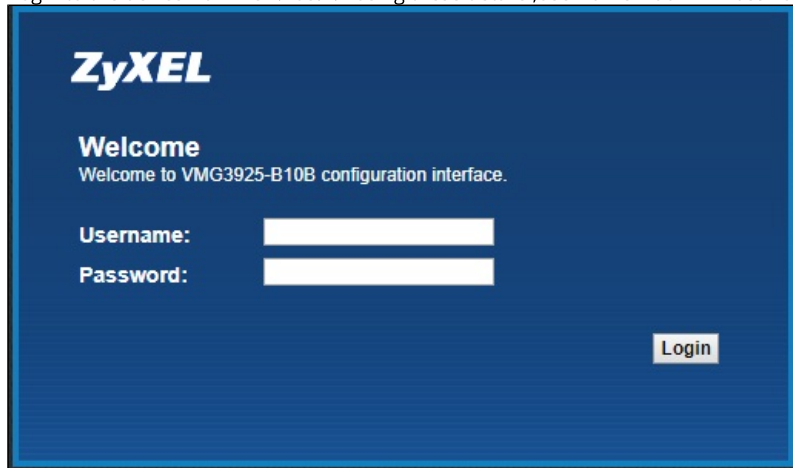 ZyXEL
Welcome
Welcome to VMG3925-B10B configuration interface.
Username:
Password:
Login